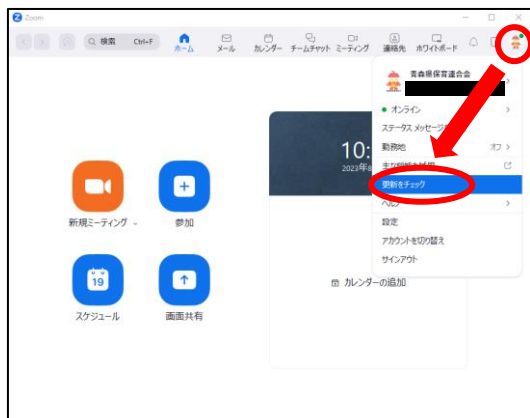 Zoom
検索 Ctrl+F
ホーム
メール
カレンダー
チームチャット
ミーティング
連絡先
ホワイトボード
青森県保育連合会
オンライン
ステータス メッセージ
勤務地 オフ
更新をチェック
ヘルプ
設定
アカウントを切り替え
サインアウト
10:
2023年
新規ミーティング
参加
19
スケジュール
画面共有
カレンダーの追加